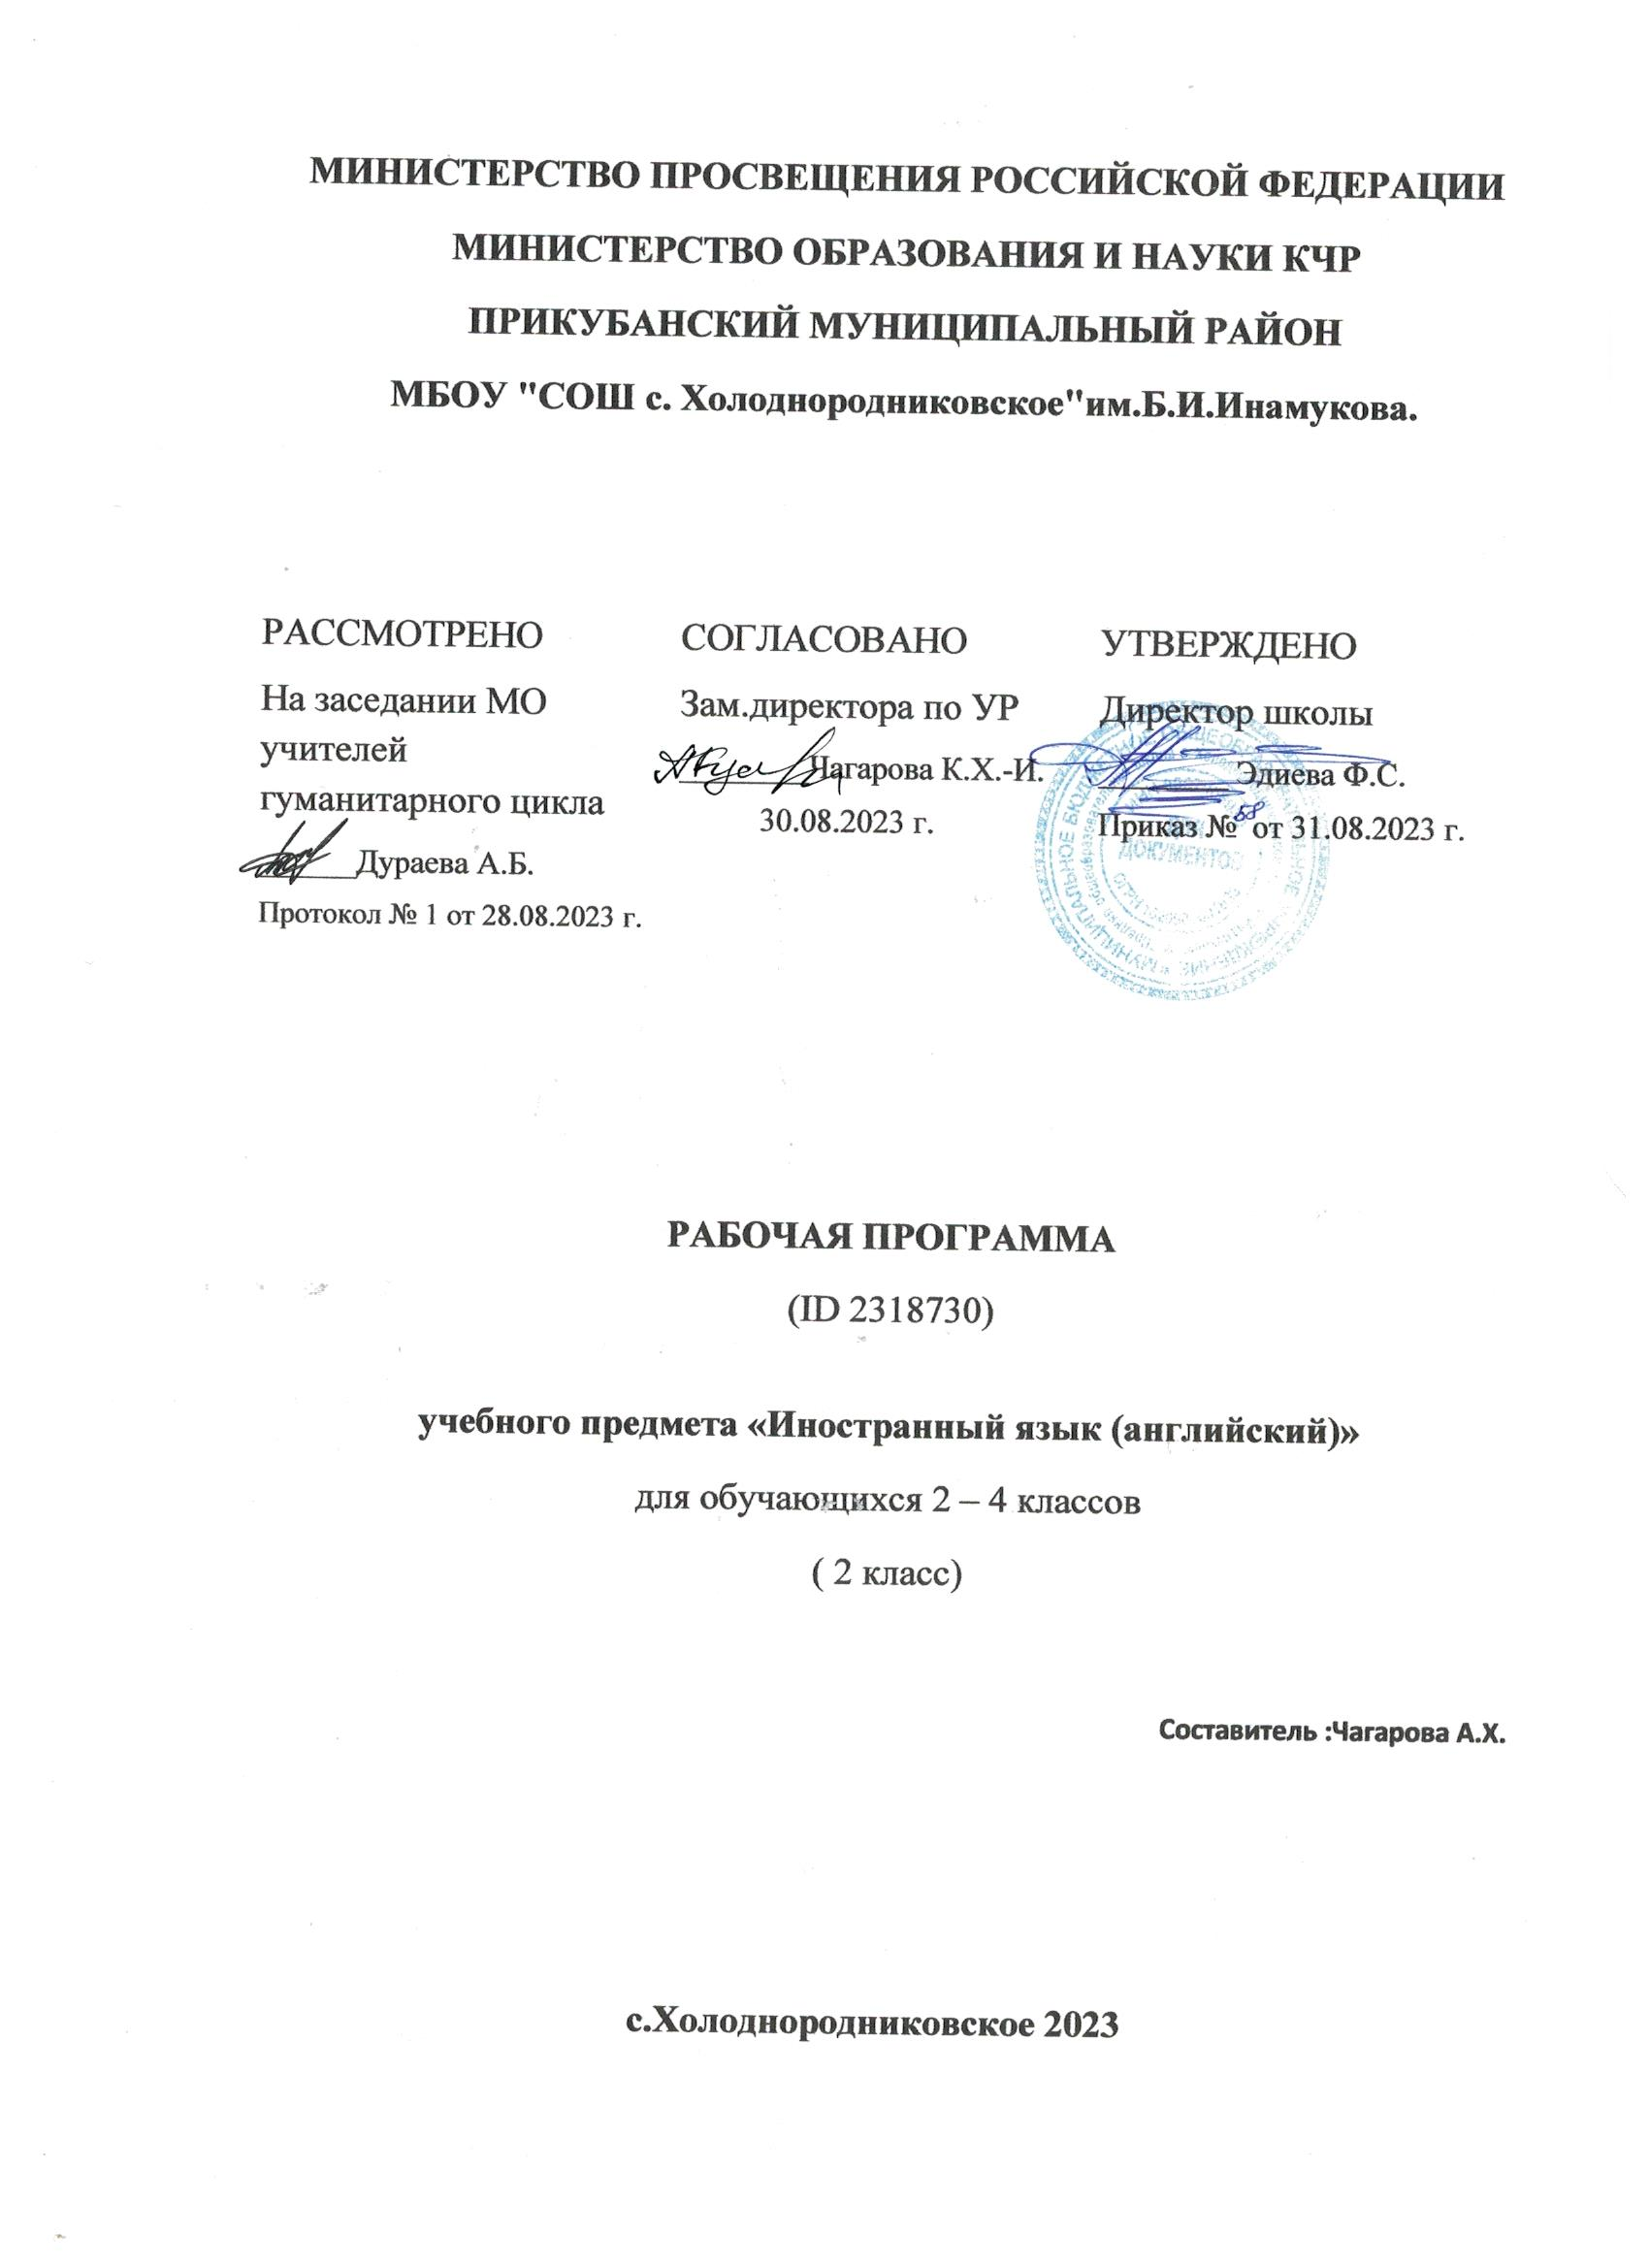 МИНИСТЕРСТВО ПРОСВЕЩЕНИЯ РОССИЙСКОЙ ФЕДЕРАЦИИ
МИНИСТЕРСТВО ОБРАЗОВАНИЯ И НАУКИ КЧР
ПРИКУБАНСКИЙ МУНИЦИПАЛЬНЫЙ РАЙОН
МБОУ "СОШ с. Холоднородниковское"им.Б.И.Инамукова.
РАССМОТРЕНО
На заседании МО
учителей
гуманитарного цикла
Дураева А.Б.
Протокол № 1 от 28.08.2023 г.
СОГЛАСОВАНО
Зам.директора по УР
Чагарова К.Х.-И.
30.08.2023 г.
УТВЕРЖДЕНО
Директор школы
Эдиева Ф.С.
Приказ № 58 от 31.08.2023 г.
ДОКУМЕНТОВ
РАБОЧАЯ ПРОГРАММА
(ID 2318730)
учебного предмета «Иностранный язык (английский)»
для обучающихся 2 – 4 классов
( 2 класс)
Составитель :Чагарова А.Х.
с.Холоднородниковское 2023